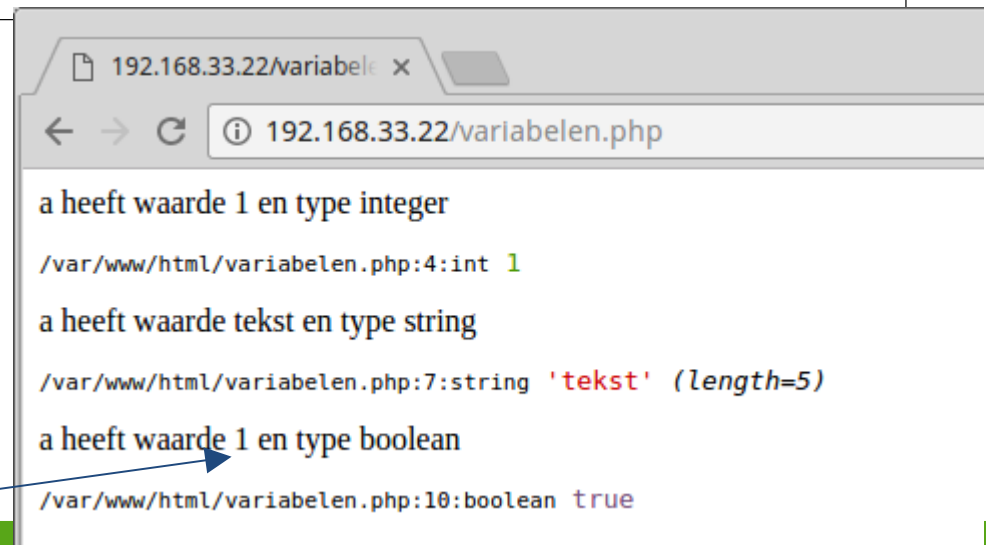 192.168.33.22/variabele
192.168.33.22/variabelen.php
a heeft waarde 1 en type integer
/var/www/html/variabelen.php:4:int 1
a heeft waarde tekst en type string
/var/www/html/variabelen.php:7:string 'tekst' (length=5)
a heeft waarde 1 en type boolean
/var/www/html/variabelen.php:10:boolean true